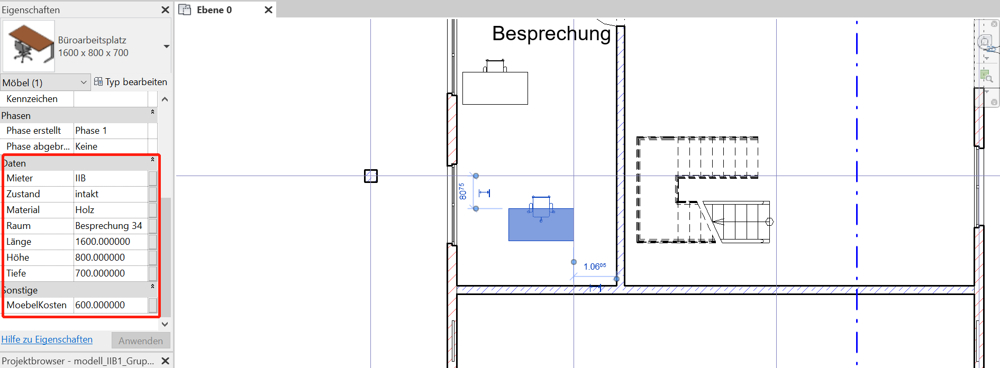 Eigenschaften
Büroarbeitsplatz
1600 x 800 x 700
Möbel (1)
Typ bearbeiten
Kennzeichen
Phasen
Phase erstellt Phase 1
Phase abgebr... Keine
Daten
Mieter IIB
Zustand intakt
Material Holz
Raum Besprechung 34
Länge 1600.000000
Höhe 800.000000
Tiefe 700.000000
Sonstige
MoebelKosten 600.000000
Hilfe zu Eigenschaften
Anwenden
Projektbrowser - modell_IIB1_Grup...
Ebene 0
Besprechung
80⁷⁵
1.06⁰⁵
2D